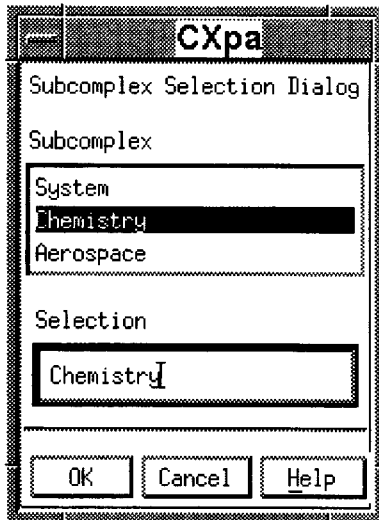 CXpa
Subcomplex Selection Dialog
Subcomplex
System
Chemistry
Aerospace
Selection
Chemistry
OK Cancel Help